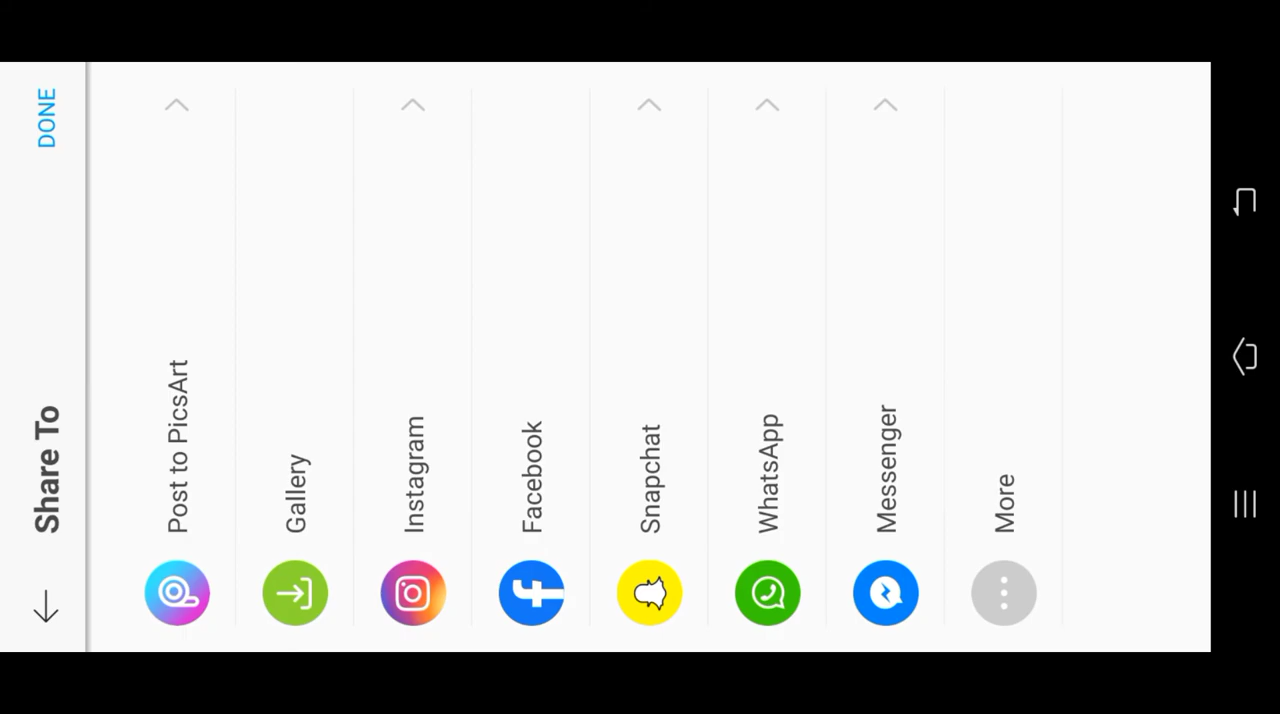 Share To
DONE
Post to PicsArt
Gallery
Instagram
Facebook
Snapchat
WhatsApp
Messenger
More